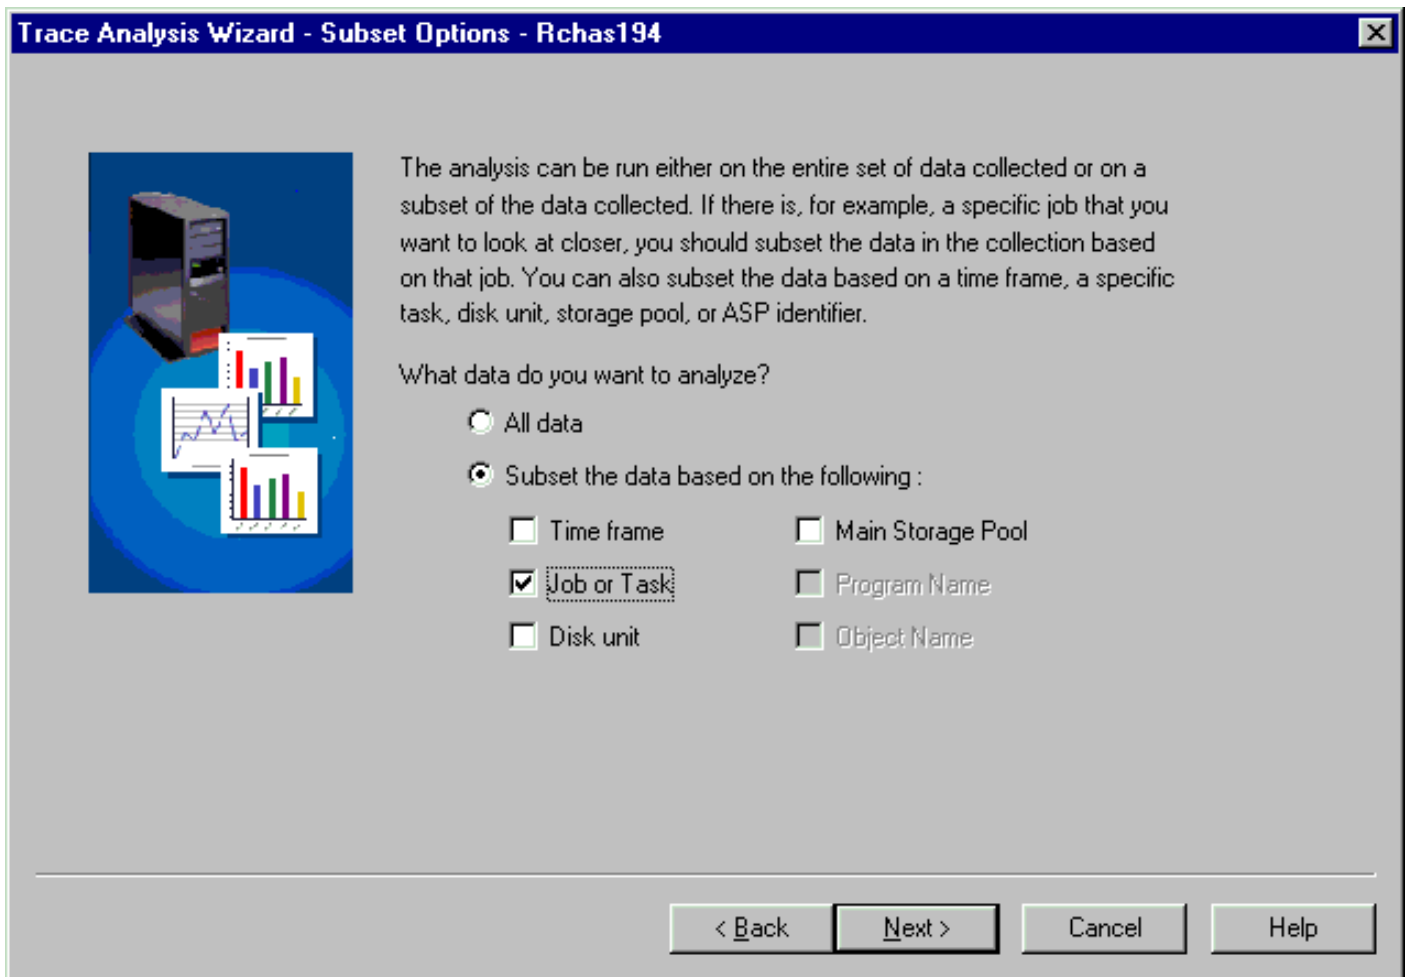 Trace Analysis Wizard - Subset Options - Rchas194
The analysis can be run either on the entire set of data collected or on a
subset of the data collected. If there is, for example, a specific job that you
want to look at closer, you should subset the data in the collection based
on that job. You can also subset the data based on a time frame, a specific
task, disk unit, storage pool, or ASP identifier.
What data do you want to analyze?
All data
Subset the data based on the following :
Time frame
Main Storage Pool
Job or Task
Program Name
Disk unit
Object Name
< Back
Next >
Cancel
Help